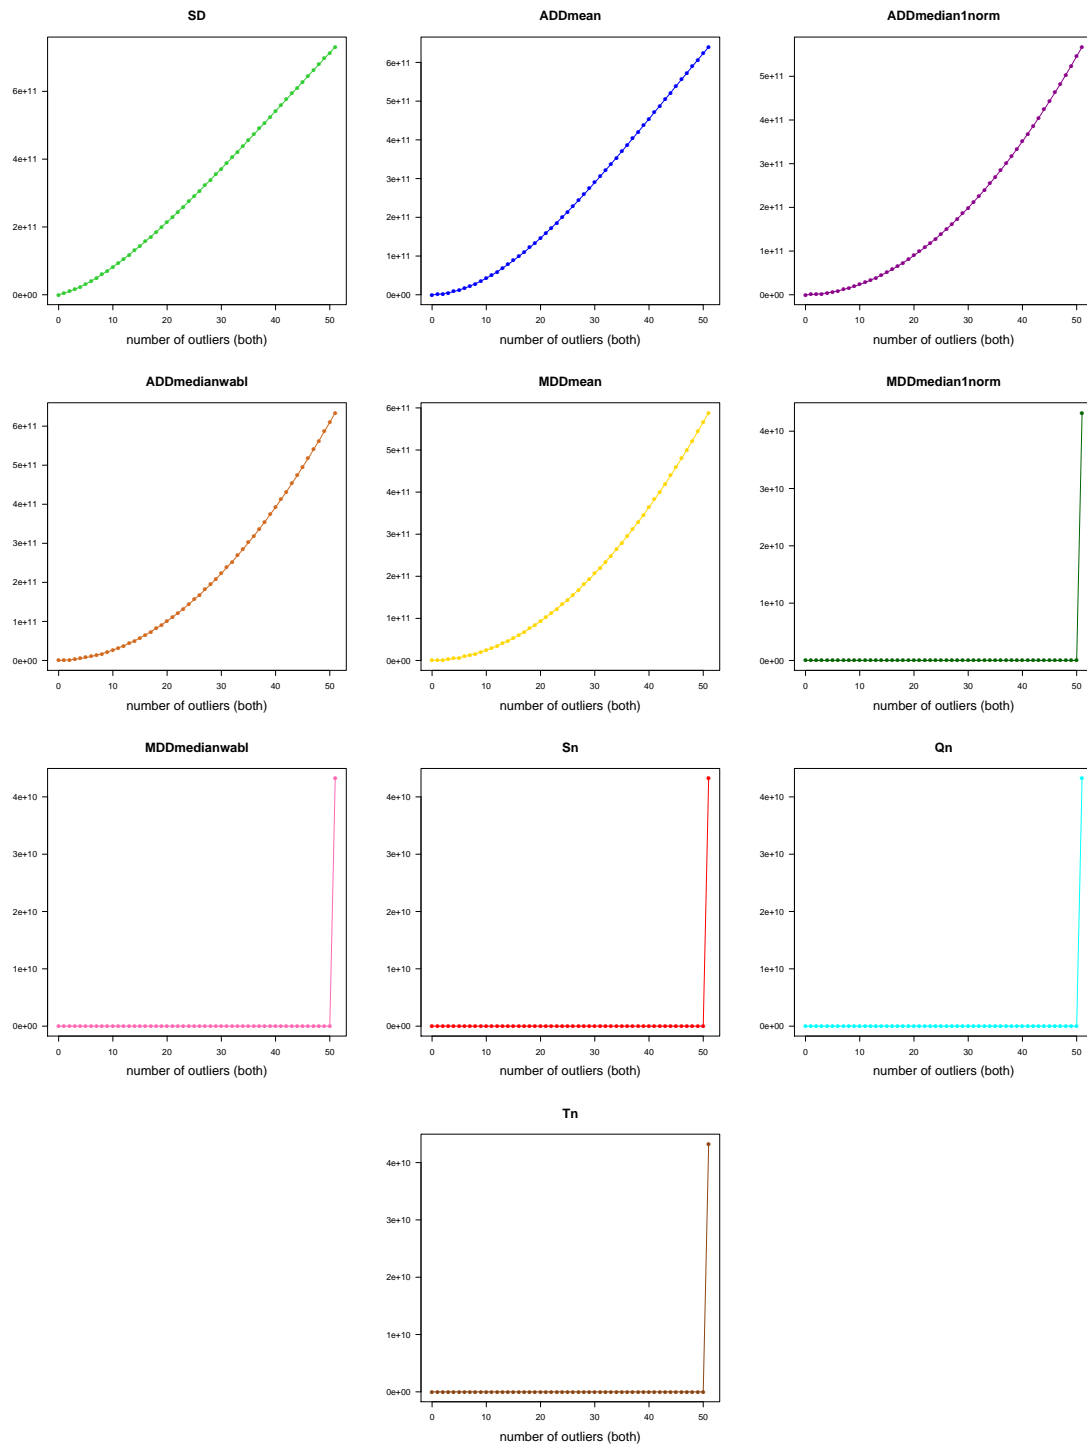 SD
ADDmean
ADDmedian1norm
6e+11
4e+11
2e+11
0e+00
6e+11
5e+11
4e+11
3e+11
2e+11
1e+11
0e+00
5e+11
4e+11
3e+11
2e+11
1e+11
0e+00
0 10 20 30 40 50
0 10 20 30 40 50
0 10 20 30 40 50
number of outliers (both)
number of outliers (both)
number of outliers (both)
ADDmedianwabl
MDDmean
MDDmedian1norm
6e+11
5e+11
4e+11
3e+11
2e+11
1e+11
0e+00
6e+11
5e+11
4e+11
3e+11
2e+11
1e+11
0e+00
4e+10
3e+10
2e+10
1e+10
0e+00
0 10 20 30 40 50
0 10 20 30 40 50
0 10 20 30 40 50
number of outliers (both)
number of outliers (both)
number of outliers (both)
MDDmedianwabl
Sn
Qn
4e+10
3e+10
2e+10
1e+10
0e+00
4e+10
3e+10
2e+10
1e+10
0e+00
4e+10
3e+10
2e+10
1e+10
0e+00
0 10 20 30 40 50
0 10 20 30 40 50
0 10 20 30 40 50
number of outliers (both)
number of outliers (both)
number of outliers (both)
Tn
4e+10
3e+10
2e+10
1e+10
0e+00
0 10 20 30 40 50
number of outliers (both)